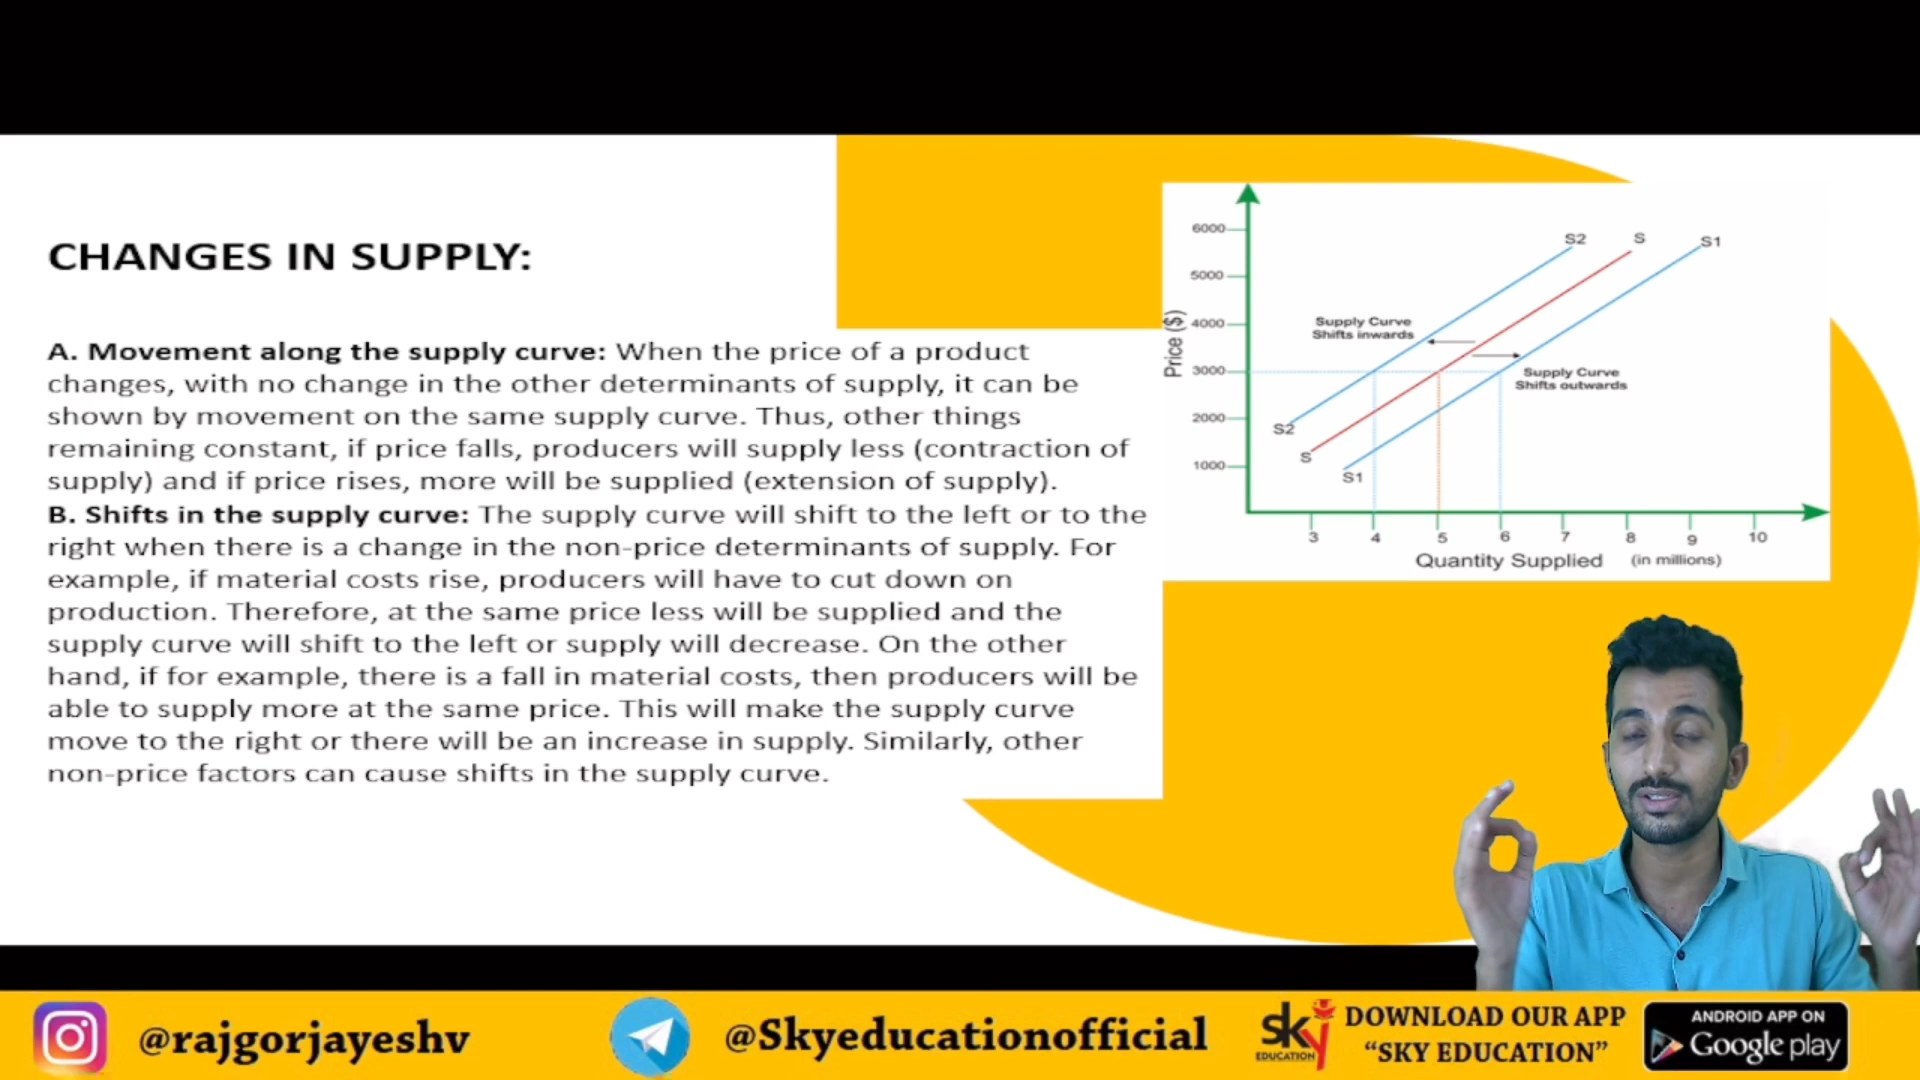 CHANGES IN SUPPLY:
A. Movement along the supply curve: When the price of a product
changes, with no change in the other determinants of supply, it can be
shown by movement on the same supply curve. Thus, other things
remaining constant, if price falls, producers will supply less (contraction of
supply) and if price rises, more will be supplied (extension of supply).
B. Shifts in the supply curve: The supply curve will shift to the left or to the
right when there is a change in the non-price determinants of supply. For
example, if material costs rise, producers will have to cut down on
production. Therefore, at the same price less will be supplied and the
supply curve will shift to the left or supply will decrease. On the other
hand, if for example, there is a fall in material costs, then producers will be
able to supply more at the same price. This will make the supply curve
move to the right or there will be an increase in supply. Similarly, other
non-price factors can cause shifts in the supply curve.
Price ($)
6000
5000
4000
3000
2000
1000
S2
S
S1
Supply Curve
Shifts inwards
Supply Curve
Shifts outwards
S2
S
S1
3 4 5 6 7 8 9 10
Quantity Supplied (in millions)
@rajgorjayeshv
@Skyeducationofficial
sky
EDUCATION
DOWNLOAD OUR APP
“SKY EDUCATION”
ANDROID APP ON
Google play